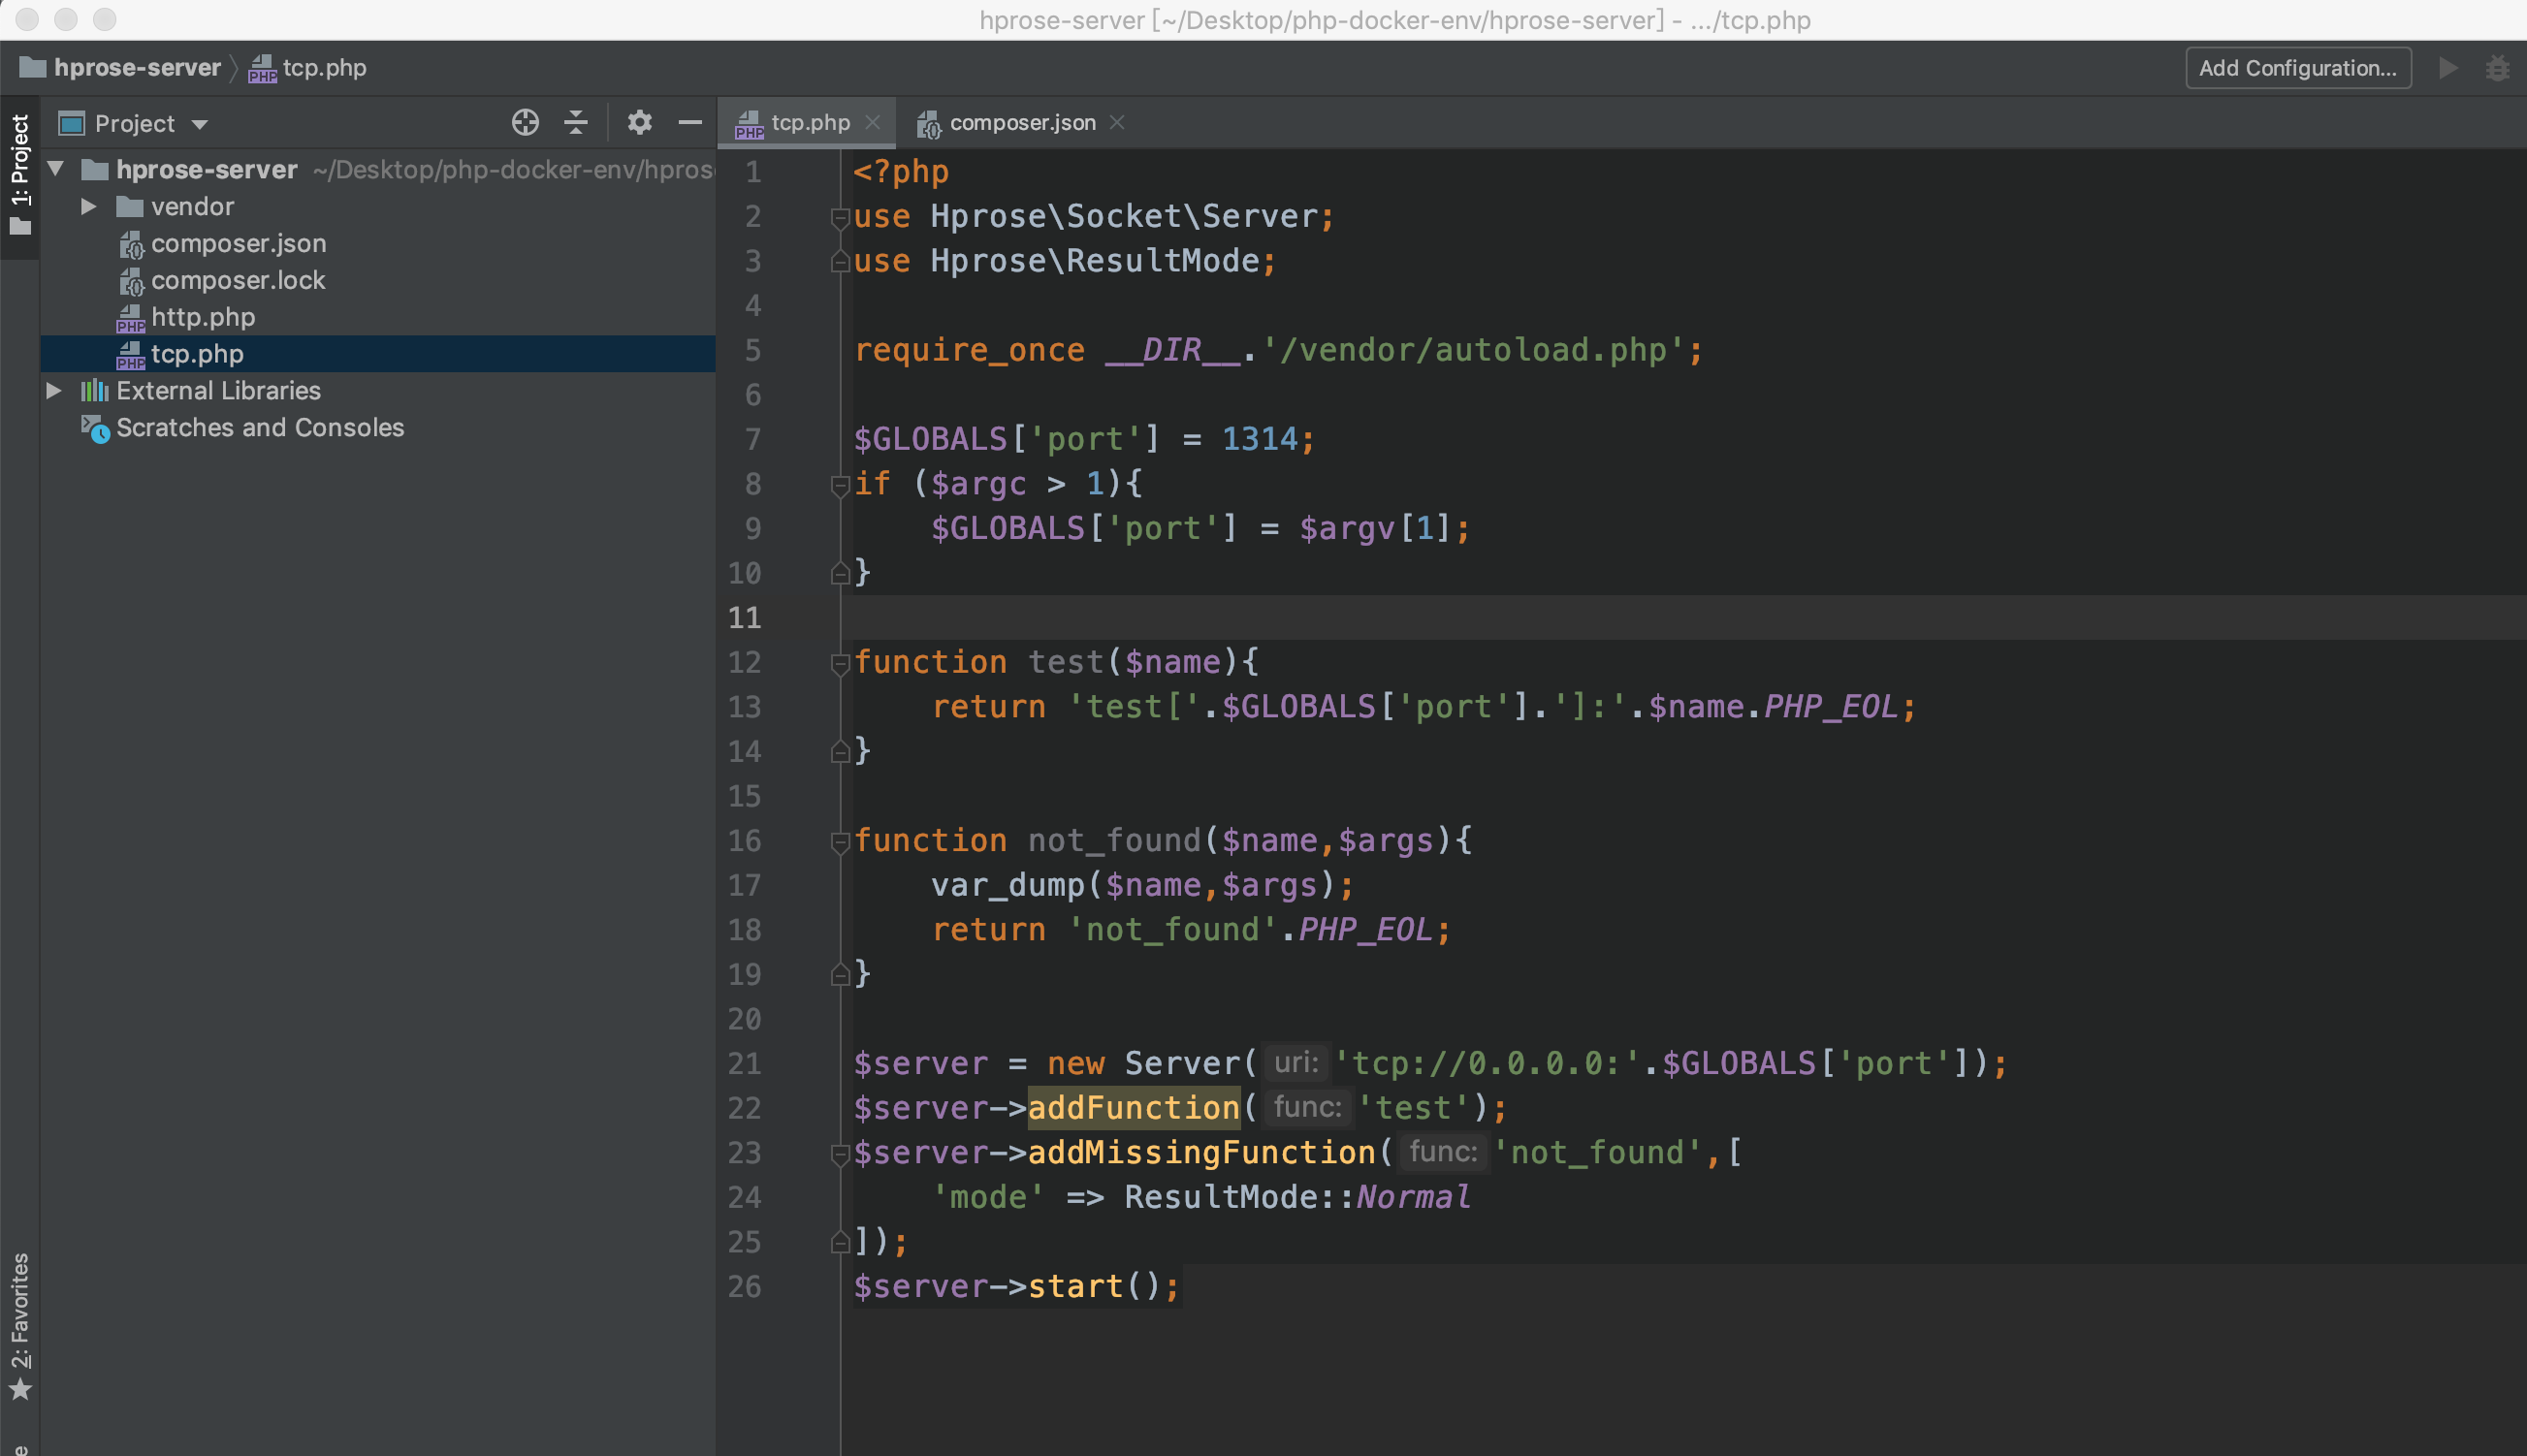 hprose-server [~/Desktop/php-docker-env/hprose-server] - .../tcp.php
hprose-server tcp.php
Add Configuration...
1: Project
Project
hprose-server ~/Desktop/php-docker-env/hpros
vendor
composer.json
composer.lock
http.php
tcp.php
External Libraries
Scratches and Consoles
2: Favorites
tcp.php composer.json
1 <?php
2 use Hprose\Socket\Server;
3 use Hprose\ResultMode;
4
5 require_once __DIR__.'/vendor/autoload.php';
6
7 $GLOBALS['port'] = 1314;
8 if ($argc > 1){
9     $GLOBALS['port'] = $argv[1];
10 }
11
12 function test($name){
13     return 'test['.$GLOBALS['port'].']:'.$name.PHP_EOL;
14 }
15
16 function not_found($name,$args){
17     var_dump($name,$args);
18     return 'not_found'.PHP_EOL;
19 }
20
21 $server = new Server( uri: 'tcp://0.0.0.0:'.$GLOBALS['port']);
22 $server->addFunction( func: 'test');
23 $server->addMissingFunction( func: 'not_found',[
24     'mode' => ResultMode::Normal
25 ]);
26 $server->start();